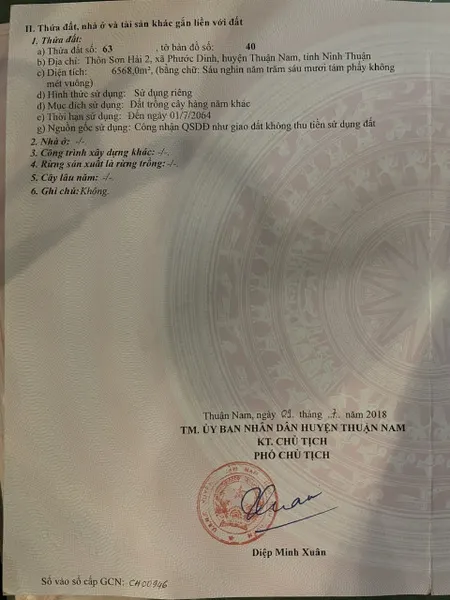 II. Thửa đất, nhà ở và tài sản khác gắn liền với đất
1. Thửa đất:
a) Thửa đất số: 63 , tờ bản đồ số: 40
b) Địa chỉ: Thôn Sơn Hải 2, xã Phước Dinh, huyện Thuận Nam, tỉnh Ninh Thuận
c) Diện tích: 6568,0m², (bằng chữ: Sáu nghìn năm trăm sáu mươi tám phẩy không
mét vuông)
d) Hình thức sử dụng: Sử dụng riêng
đ) Mục đích sử dụng: Đất trồng cây hàng năm khác
e) Thời hạn sử dụng: Đến ngày 01/7/2064
g) Nguồn gốc sử dụng: Công nhận QSDĐ như giao đất không thu tiền sử dụng đất
2. Nhà ở: -/-
3. Công trình xây dựng khác: -/-
4. Rừng sản xuất là rừng trồng: -/-
5. Cây lâu năm: -/-
6. Ghi chú: Không.
Thuận Nam, ngày 09 tháng 7 năm 2018
TM. ỦY BAN NHÂN DÂN HUYỆN THUẬN NAM
KT. CHỦ TỊCH
PHÓ CHỦ TỊCH
Diệp Minh Xuân
Số vào sổ cấp GCN: CH00946